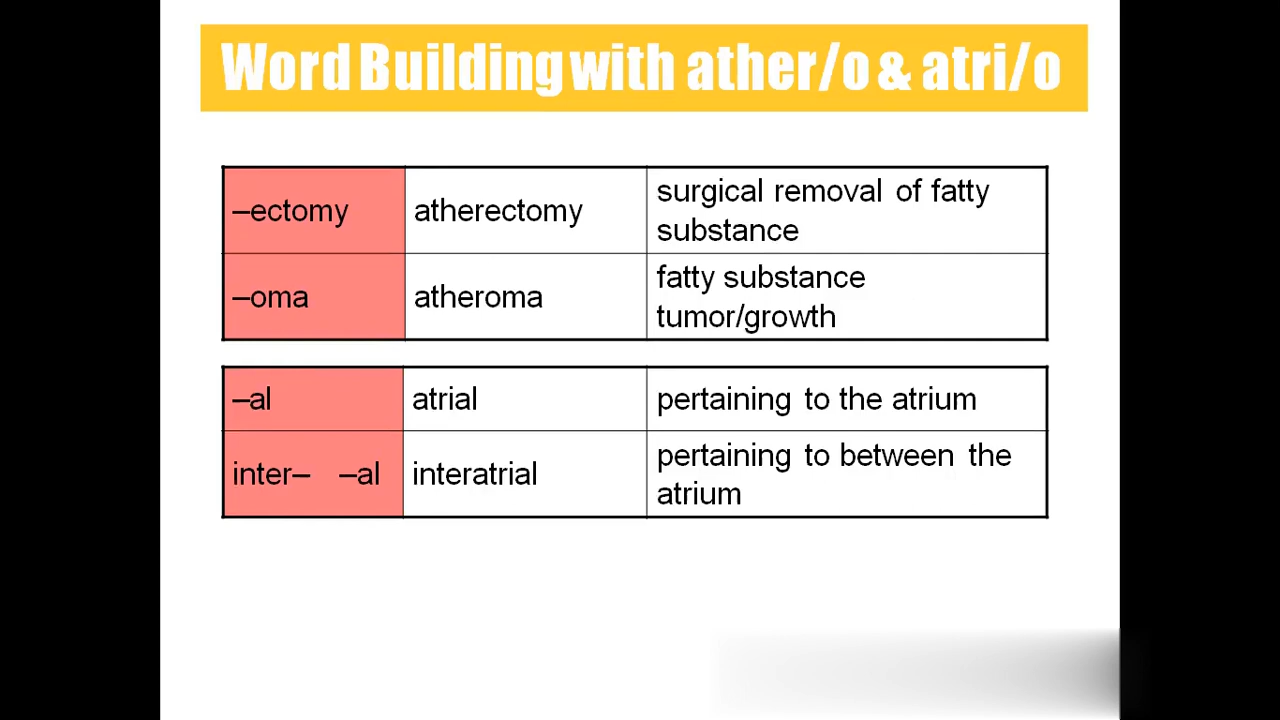 Word Building with ather/o & atri/o
–ectomy atherectomy surgical removal of fatty
substance
–oma atheroma fatty substance
tumor/growth
–al atrial pertaining to the atrium
inter– –al interatrial pertaining to between the
atrium